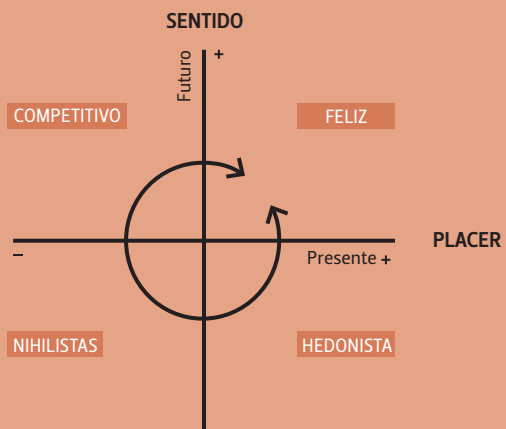 SENTIDO
Futuro
+
COMPETITIVO
FELIZ
PLACER
–
Presente +
NIHILISTAS
HEDONISTA